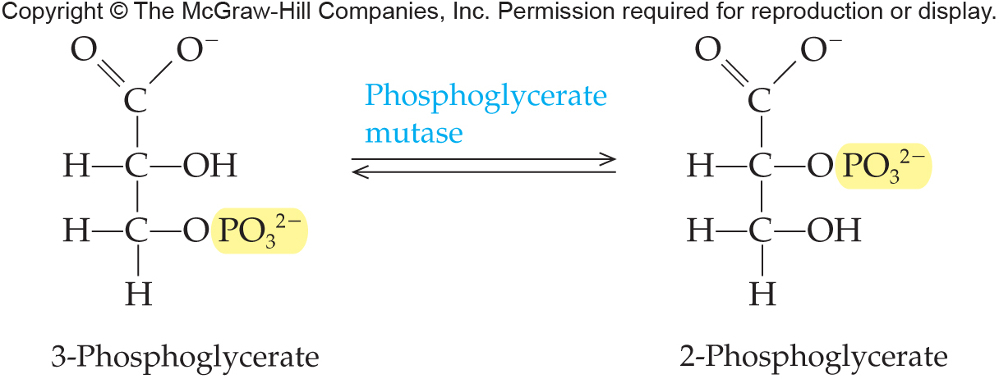 Copyright © The McGraw-Hill Companies, Inc. Permission required for reproduction or display.
O O⁻ O O⁻
C C
Phosphoglycerate
mutase
H—C—OH H—C—O PO₃²⁻
H—C—O PO₃²⁻ H—C—OH
H H
3-Phosphoglycerate 2-Phosphoglycerate